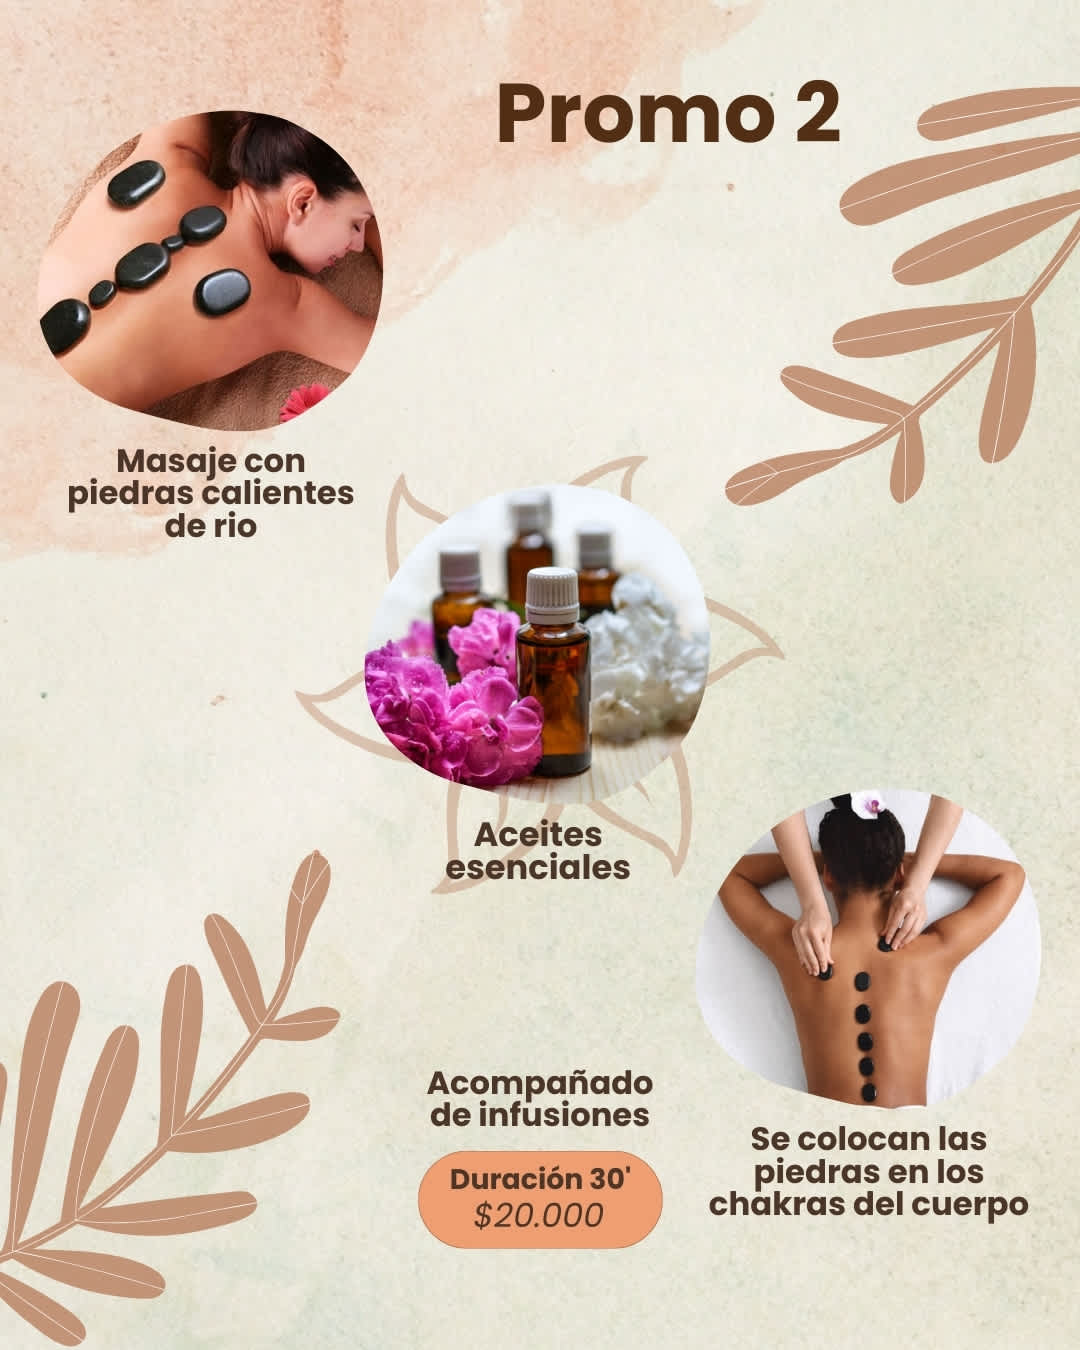 Promo 2
Masaje con
piedras calientes
de rio
Aceites
esenciales
Acompañado
de infusiones
Duración 30'
$20.000
Se colocan las
piedras en los
chakras del cuerpo